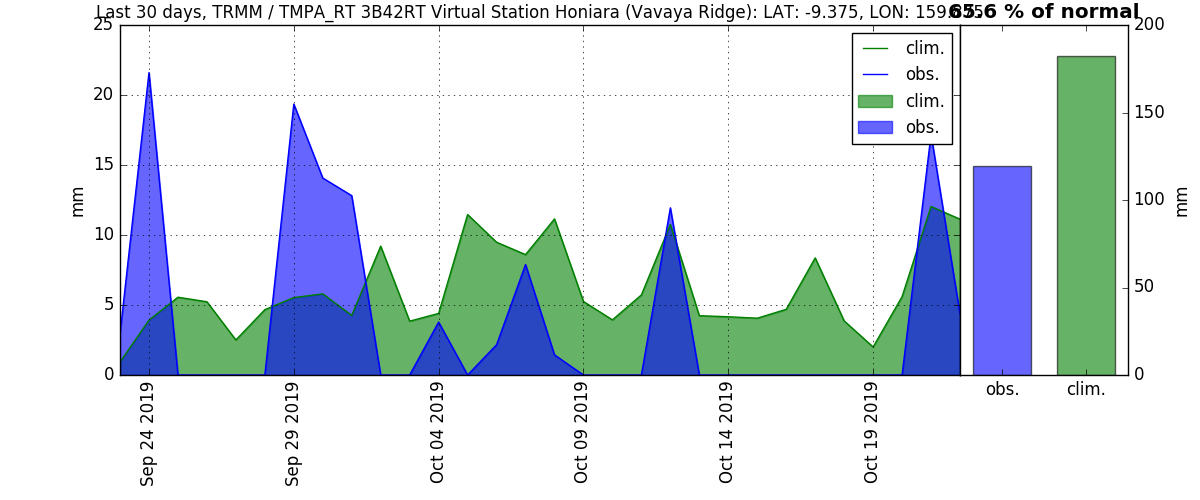 Last 30 days, TRMM / TMPA_RT 3B42RT Virtual Station Honiara (Vavaya Ridge): LAT: -9.375, LON:
65.6 % of normal
25
20
15
10
5
0
mm
clim.
obs.
clim.
obs.
Sep 24 2019
Sep 29 2019
Oct 04 2019
Oct 09 2019
Oct 14 2019
Oct 19 2019
200
150
100
50
0
mm
obs.
clim.